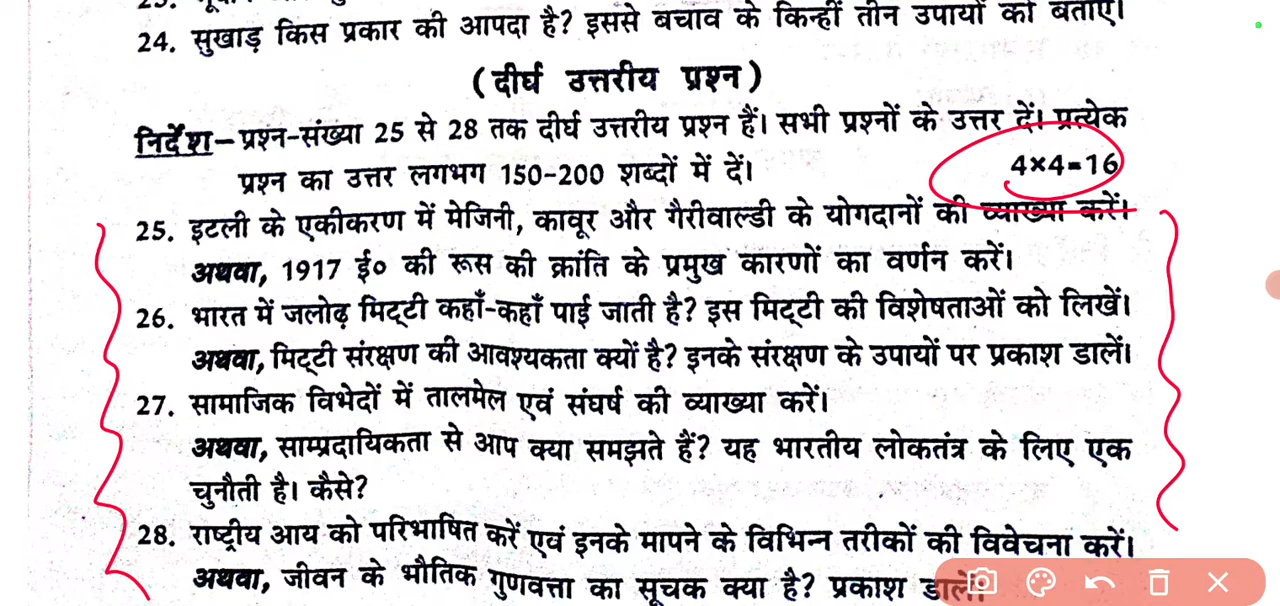 24. सुखाड़ किस प्रकार की आपदा है? इससे बचाव के किन्हीं तीन उपायों को बताएँ।
(दीर्घ उत्तरीय प्रश्न)
निर्देश– प्रश्न-संख्या 25 से 28 तक दीर्घ उत्तरीय प्रश्न हैं। सभी प्रश्नों के उत्तर दें। प्रत्येक
प्रश्न का उत्तर लगभग 150-200 शब्दों में दें। 4×4=16
25. इटली के एकीकरण में मेजिनी, कावूर और गैरीवाल्डी के योगदानों की व्याख्या करें।
अथवा, 1917 ई० की रूस की क्रांति के प्रमुख कारणों का वर्णन करें।
26. भारत में जलोढ़ मिट्टी कहाँ-कहाँ पाई जाती है? इस मिट्टी की विशेषताओं को लिखें।
अथवा, मिट्टी संरक्षण की आवश्यकता क्यों है? इनके संरक्षण के उपायों पर प्रकाश डालें।
27. सामाजिक विभेदों में तालमेल एवं संघर्ष की व्याख्या करें।
अथवा, साम्प्रदायिकता से आप क्या समझते हैं? यह भारतीय लोकतंत्र के लिए एक
चुनौती है। कैसे?
28. राष्ट्रीय आय को परिभाषित करें एवं इनके मापने के विभिन्न तरीकों की विवेचना करें।
अथवा, जीवन के भौतिक गुणवत्ता का सूचक क्या है? प्रकाश डालें।